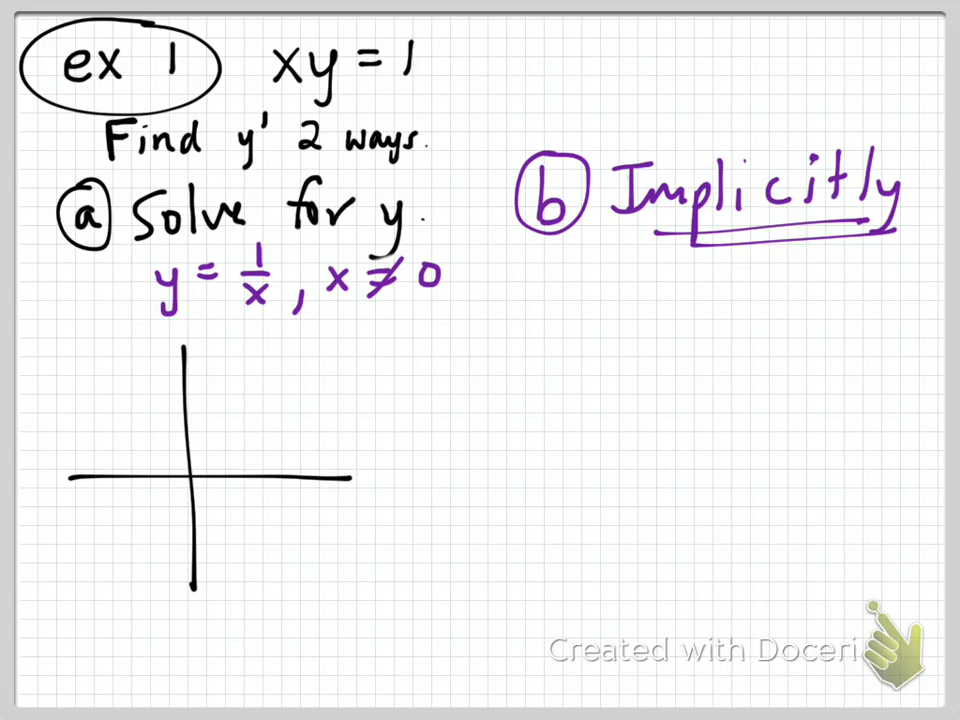 ex 1 xy = 1
Find y' 2 ways.
a Solve for y.
y = 1/x, x ≠ 0
b Implicitly
Created with Doceri